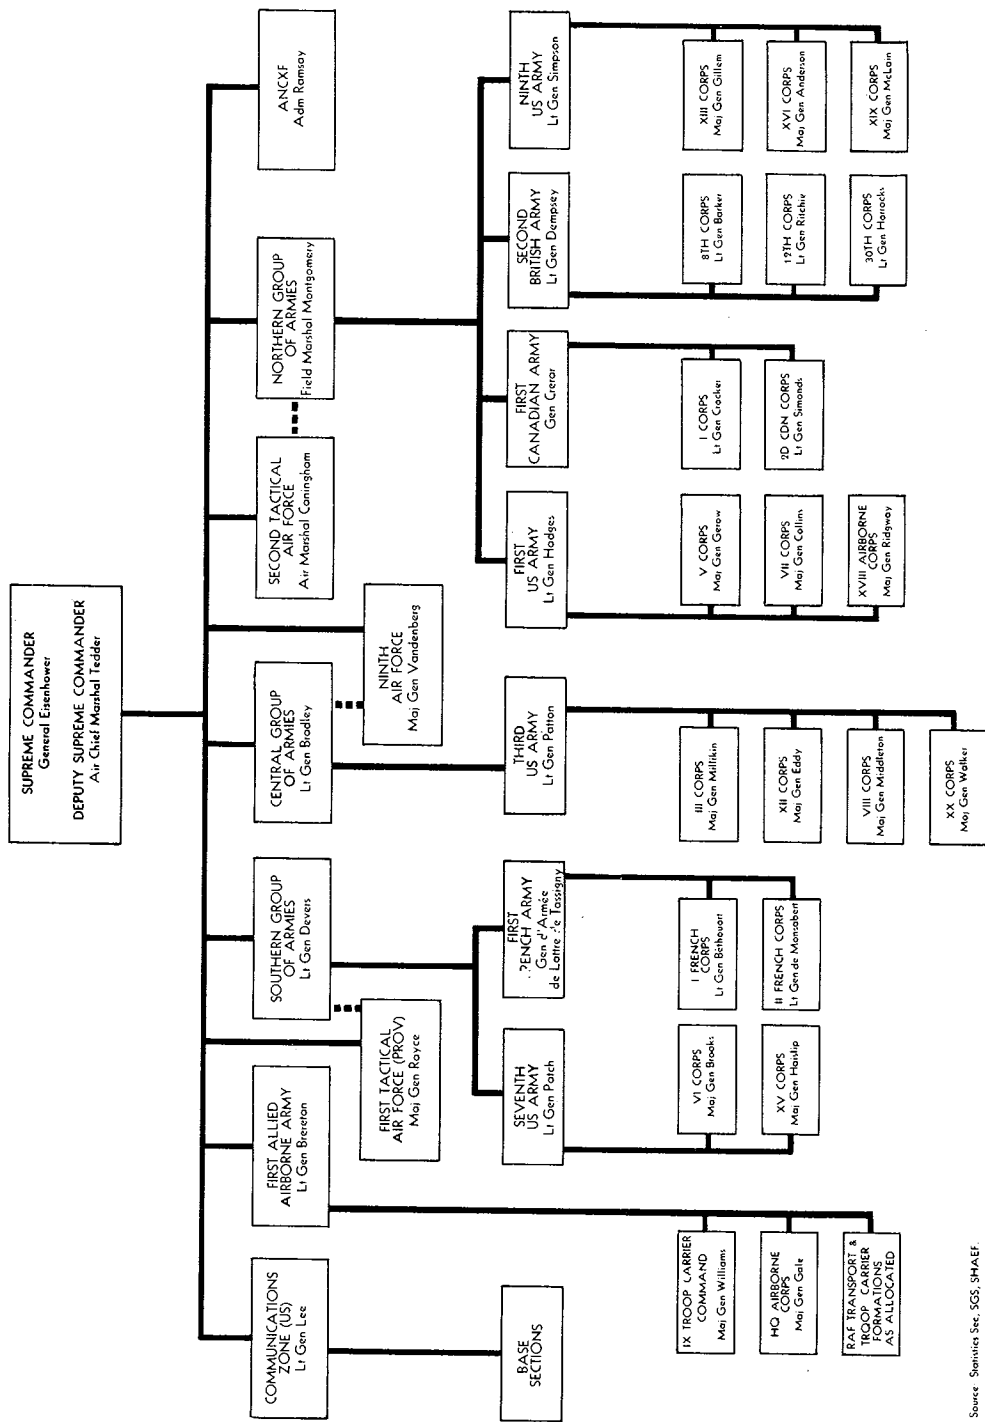 SUPREME COMMANDER
General Eisenhower
DEPUTY SUPREME COMMANDER
Air Chief Marshal Tedder
COMMUNICATIONS
ZONE (US)
Lt Gen Lee
FIRST ALLIED
AIRBORNE ARMY
Lt Gen Brereton
SOUTHERN GROUP
OF ARMIES
Lt Gen Devers
CENTRAL GROUP
OF ARMIES
Lt Gen Bradley
SECOND TACTICAL
AIR FORCE
Air Marshal Coningham
NORTHERN GROUP
OF ARMIES
Field Marshal Montgomery
ANCXF
Adm Ramsay
FIRST TACTICAL
AIR FORCE (PROV)
Maj Gen Royce
NINTH
AIR FORCE
Maj Gen Vandenberg
BASE
SECTIONS
SEVENTH
US ARMY
Lt Gen Patch
FIRST
..?ENCH ARMY
Gen d'Armée
de Lattre de Tassigny
THIRD
US ARMY
Lt Gen Patton
FIRST
US ARMY
Lt Gen Hodges
FIRST
CANADIAN ARMY
Gen Crerar
SECOND
BRITISH ARMY
Lt Gen Dempsey
NINTH
US ARMY
Lt Gen Simpson
IX TROOP CARRIER
COMMAND
Maj Gen Williams
HQ AIRBORNE
CORPS
Maj Gen Gale
RAF TRANSPORT &
TROOP CARRIER
FORMATIONS
AS ALLOCATED
VI CORPS
Maj Gen Brooks
XV CORPS
Maj Gen Haislip
I FRENCH
CORPS
Lt Gen Béthouart
II FRENCH CORPS
Lt Gen de Monsabert
III CORPS
Maj Gen Millikin
XII CORPS
Maj Gen Eddy
VIII CORPS
Maj Gen Middleton
XX CORPS
Maj Gen Walker
V CORPS
Maj Gen Gerow
VII CORPS
Maj Gen Collins
XVIII AIRBORNE
CORPS
Maj Gen Ridgway
I CORPS
Lt Gen Crocker
2D CDN CORPS
Lt Gen Simonds
8TH CORPS
Lt Gen Barker
12TH CORPS
Lt Gen Ritchie
30TH CORPS
Lt Gen Horrocks
XIII CORPS
Maj Gen Gillem
XVI CORPS
Maj Gen Anderson
XIX CORPS
Maj Gen McLain
Source Statistics Sec, SGS, SHAEF.